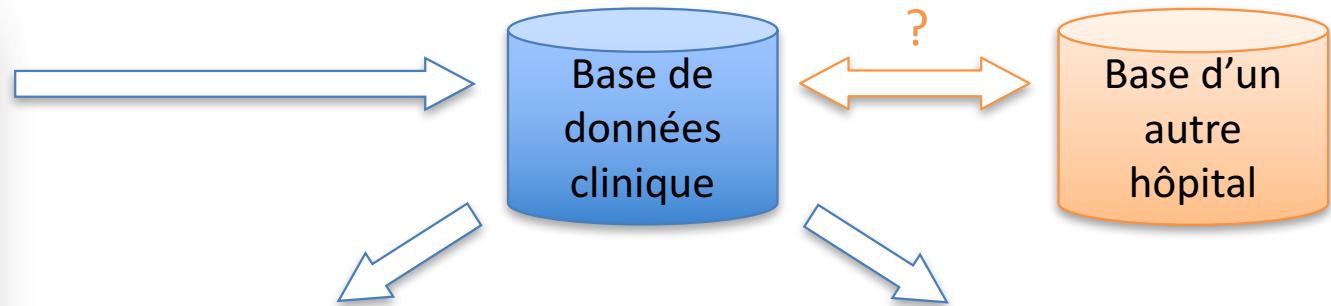 ?
Base de
données
clinique
Base d’un
autre
hôpital